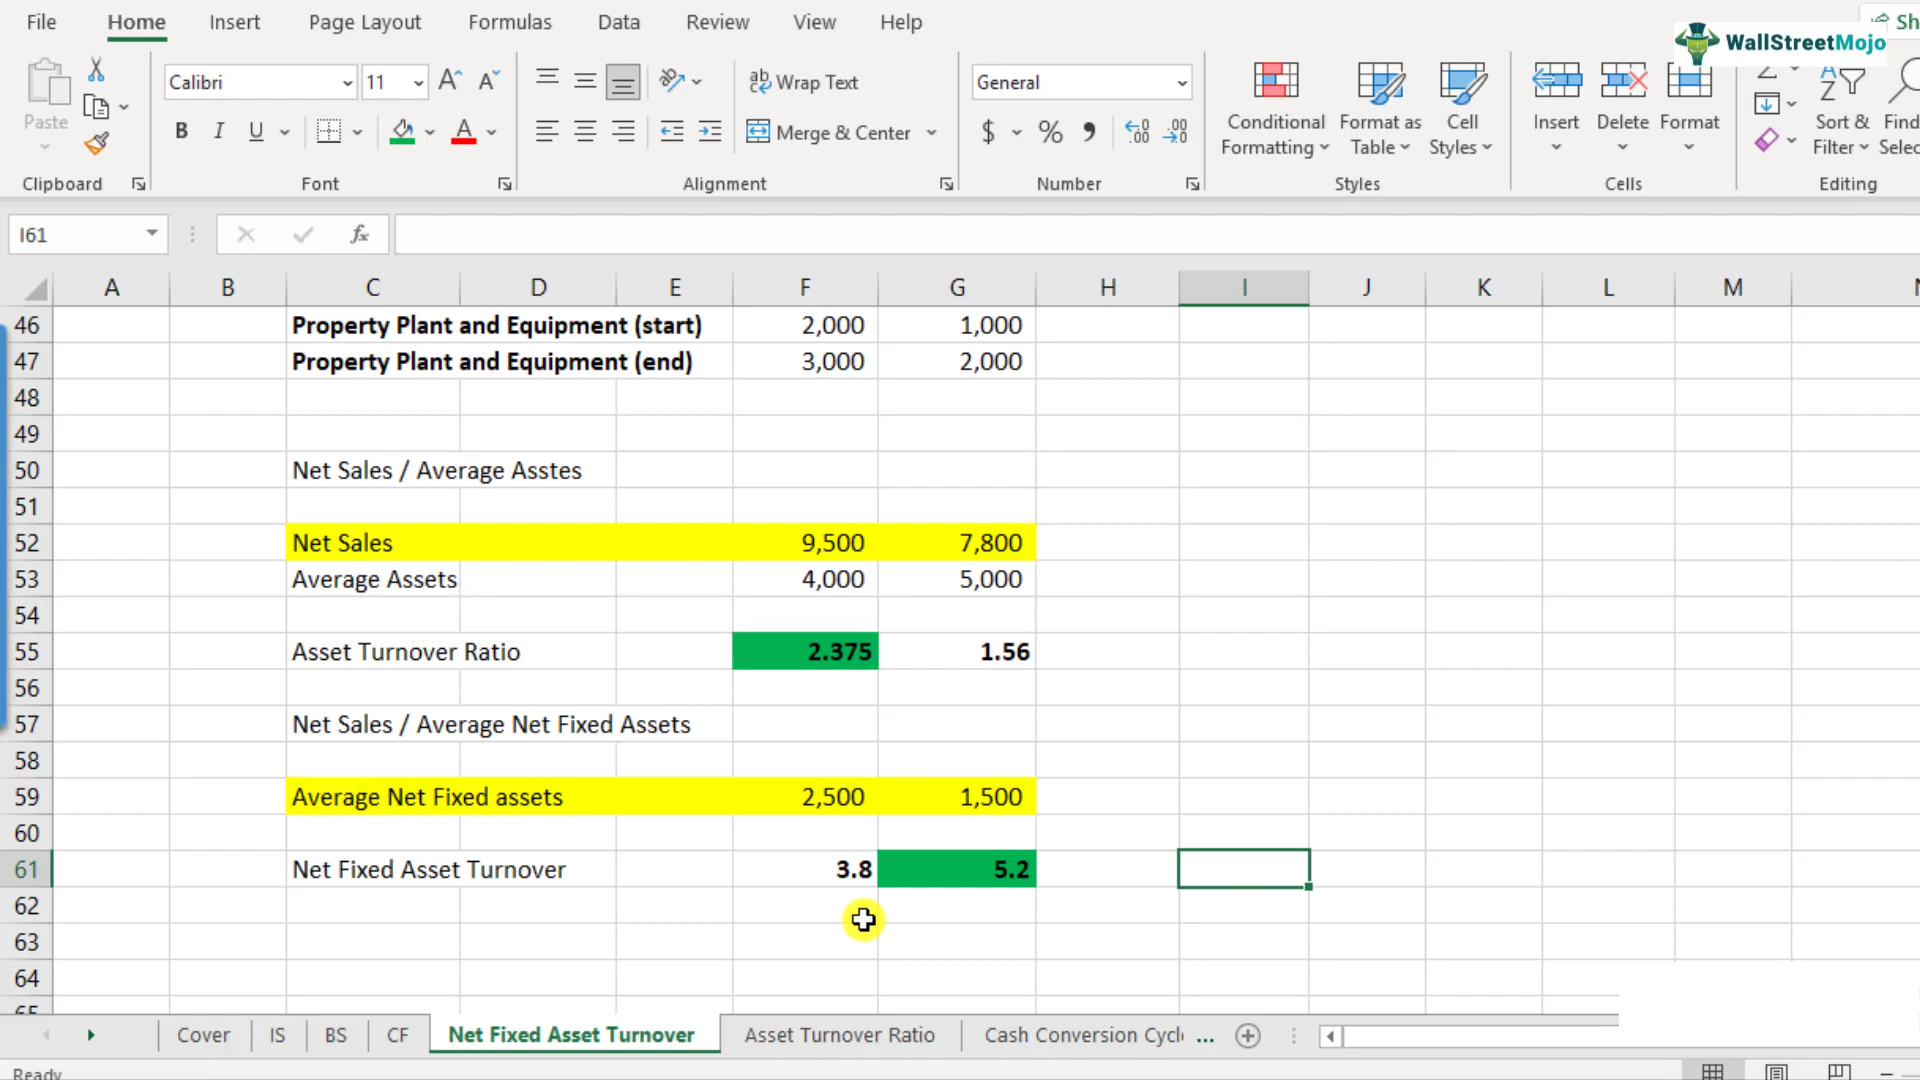 File Home Insert Page Layout Formulas Data Review View Help Sh
WallStreetMojo
Paste
Calibri 11
Wrap Text
Merge & Center
General
$ %
Conditional Formatting
Format as Table
Cell Styles
Insert Delete Format
Sort & Filter
Find
Selec
Clipboard Font Alignment Number Styles Cells Editing
I61 fx
A B C D E F G H I J K L M
46 Property Plant and Equipment (start) 2,000 1,000
47 Property Plant and Equipment (end) 3,000 2,000
48
49
50 Net Sales / Average Asstes
51
52 Net Sales 9,500 7,800
53 Average Assets 4,000 5,000
54
55 Asset Turnover Ratio 2.375 1.56
56
57 Net Sales / Average Net Fixed Assets
58
59 Average Net Fixed assets 2,500 1,500
60
61 Net Fixed Asset Turnover 3.8 5.2
62
63
64
65
Cover IS BS CF Net Fixed Asset Turnover Asset Turnover Ratio Cash Conversion Cycl ...
Ready